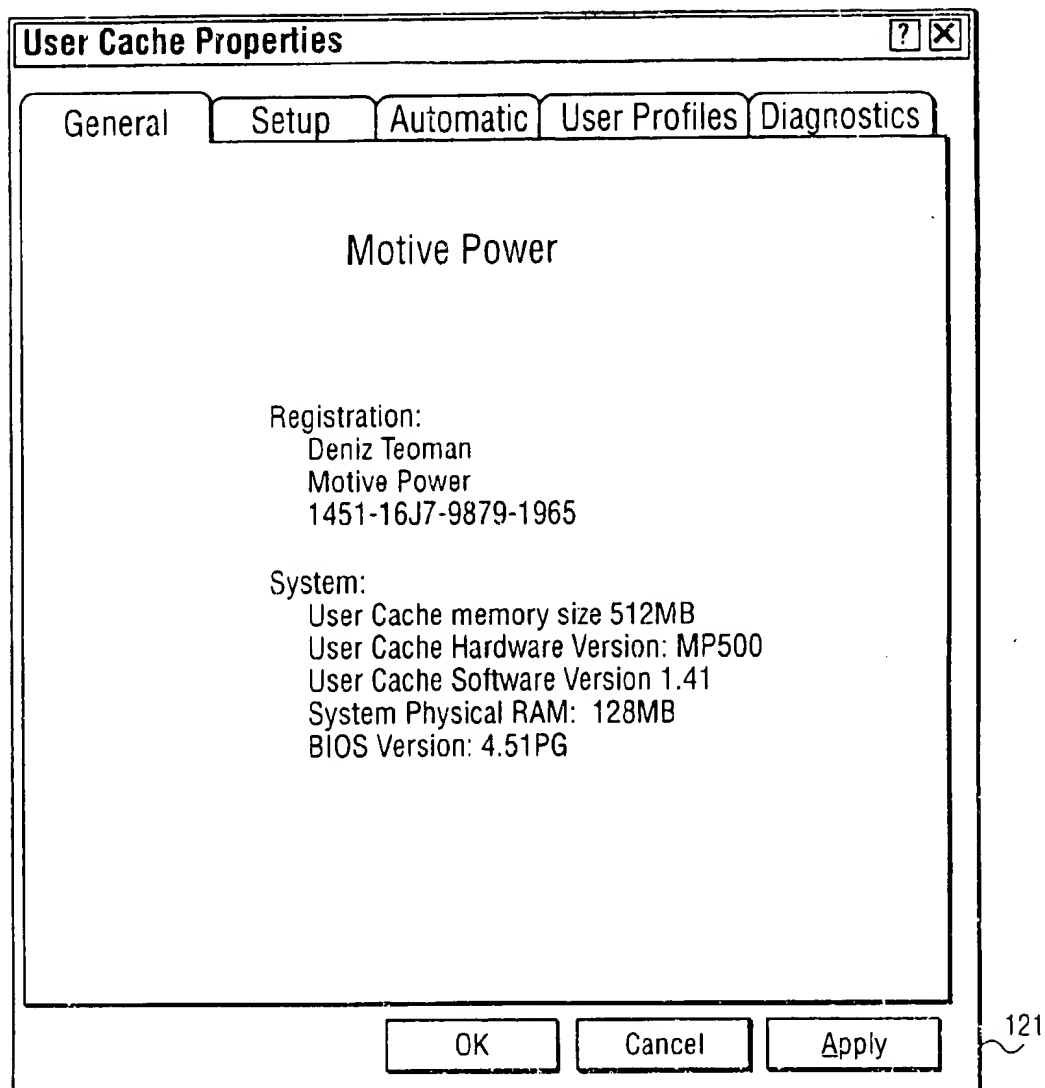 User Cache Properties ?
General Setup Automatic User Profiles Diagnostics
Motive Power
Registration:
Deniz Teoman
Motive Power
1451-16J7-9879-1965
System:
User Cache memory size 512MB
User Cache Hardware Version: MP500
User Cache Software Version 1.41
System Physical RAM: 128MB
BIOS Version: 4.51PG
OK Cancel Apply
121